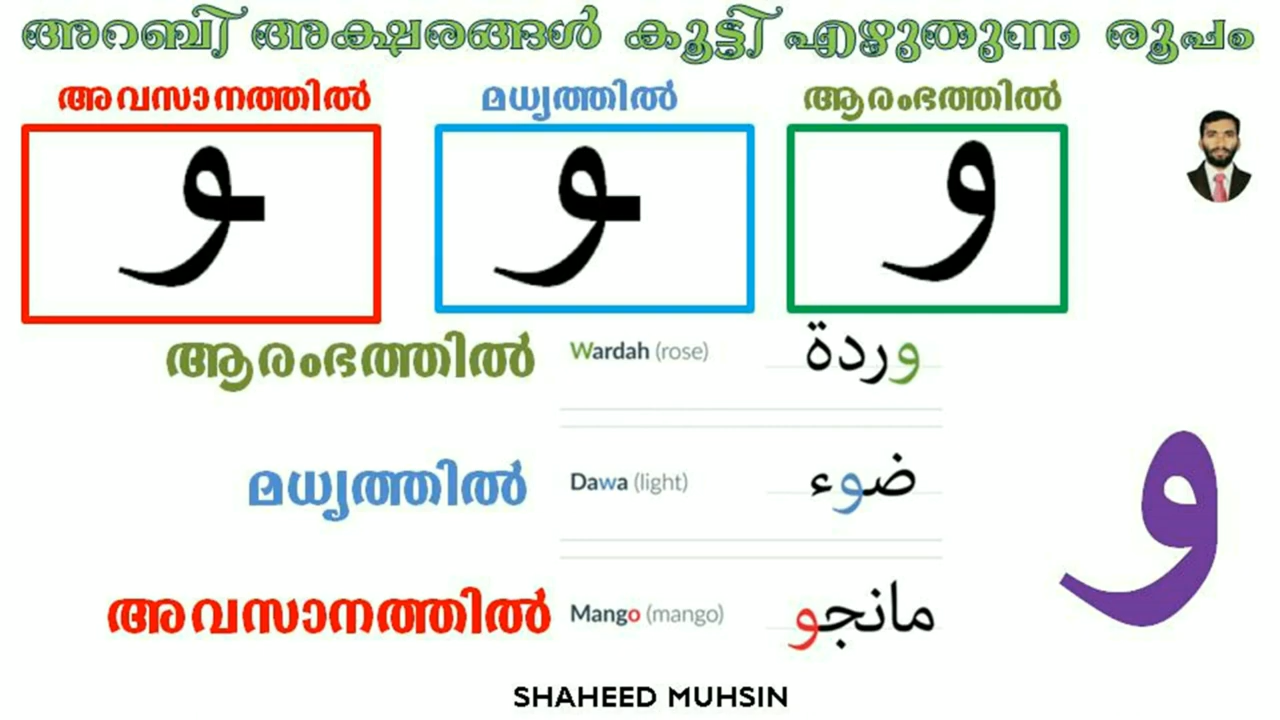 അറബി അക്ഷരങ്ങൾ കൂട്ടി എഴുതുന്ന രൂപം
അവസാനത്തിൽ മധ്യത്തിൽ ആരംഭത്തിൽ
ـو ـو و
ആരംഭത്തിൽ Wardah (rose) وردة
മധ്യത്തിൽ Dawa (light) ضوء
و
അവസാനത്തിൽ Mango (mango) مانجو
SHAHEED MUHSIN